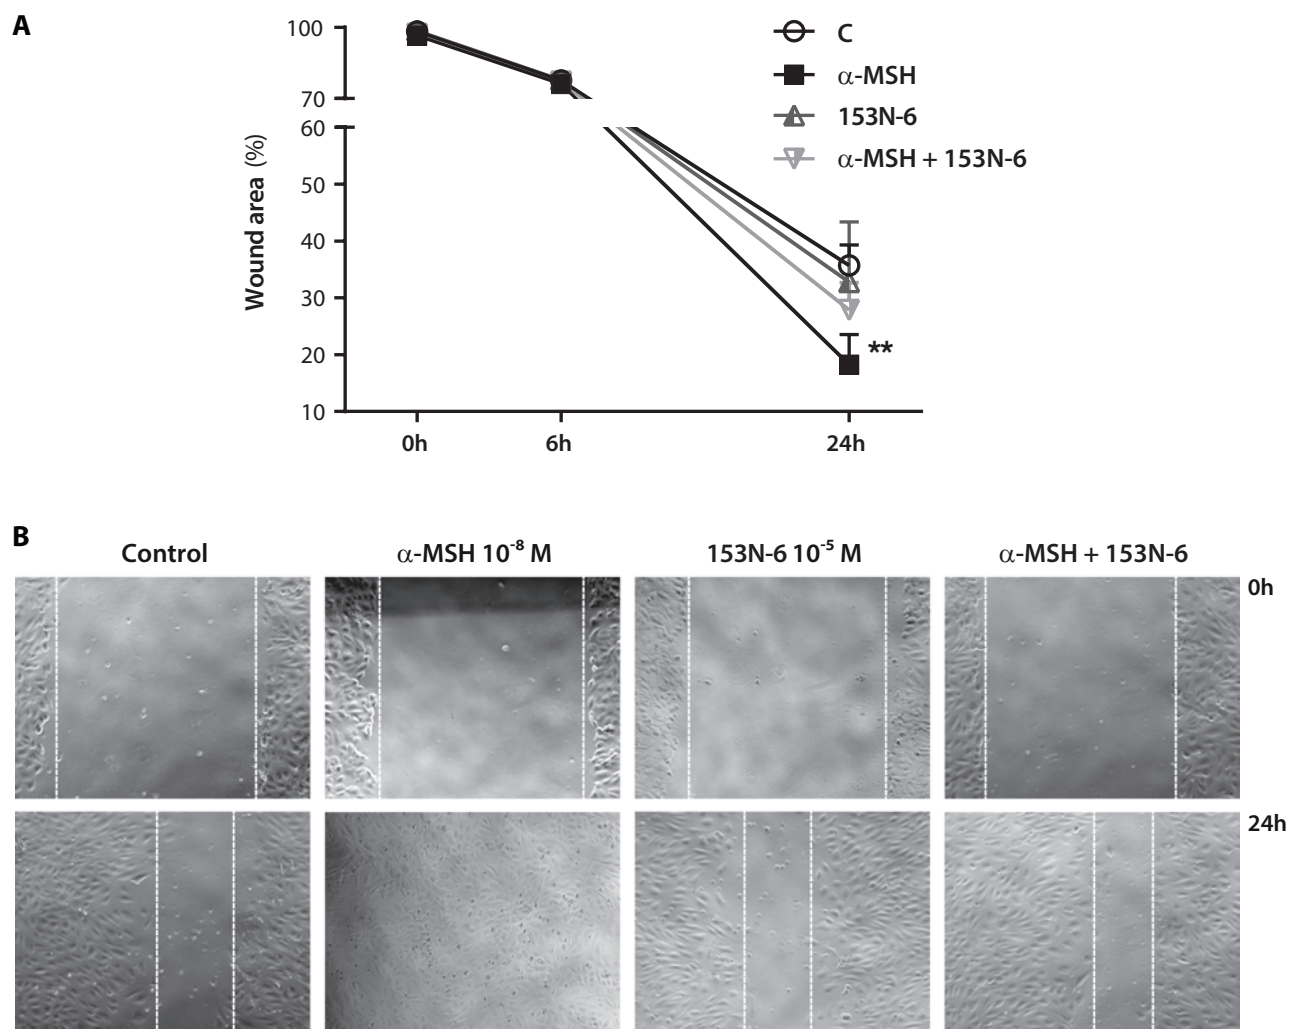 A
100
70
60
50
40
30
20
10
Wound area (%)
0h
6h
24h
C
α-MSH
153N-6
α-MSH + 153N-6
**
B
Control
α-MSH 10⁻⁸ M
153N-6 10⁻⁵ M
α-MSH + 153N-6
0h
24h